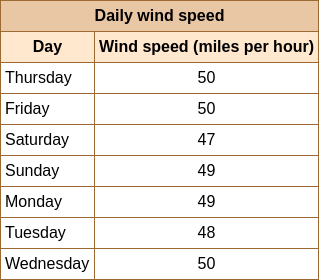 Daily wind speed
Day Wind speed (miles per hour)
Thursday 50
Friday 50
Saturday 47
Sunday 49
Monday 49
Tuesday 48
Wednesday 50